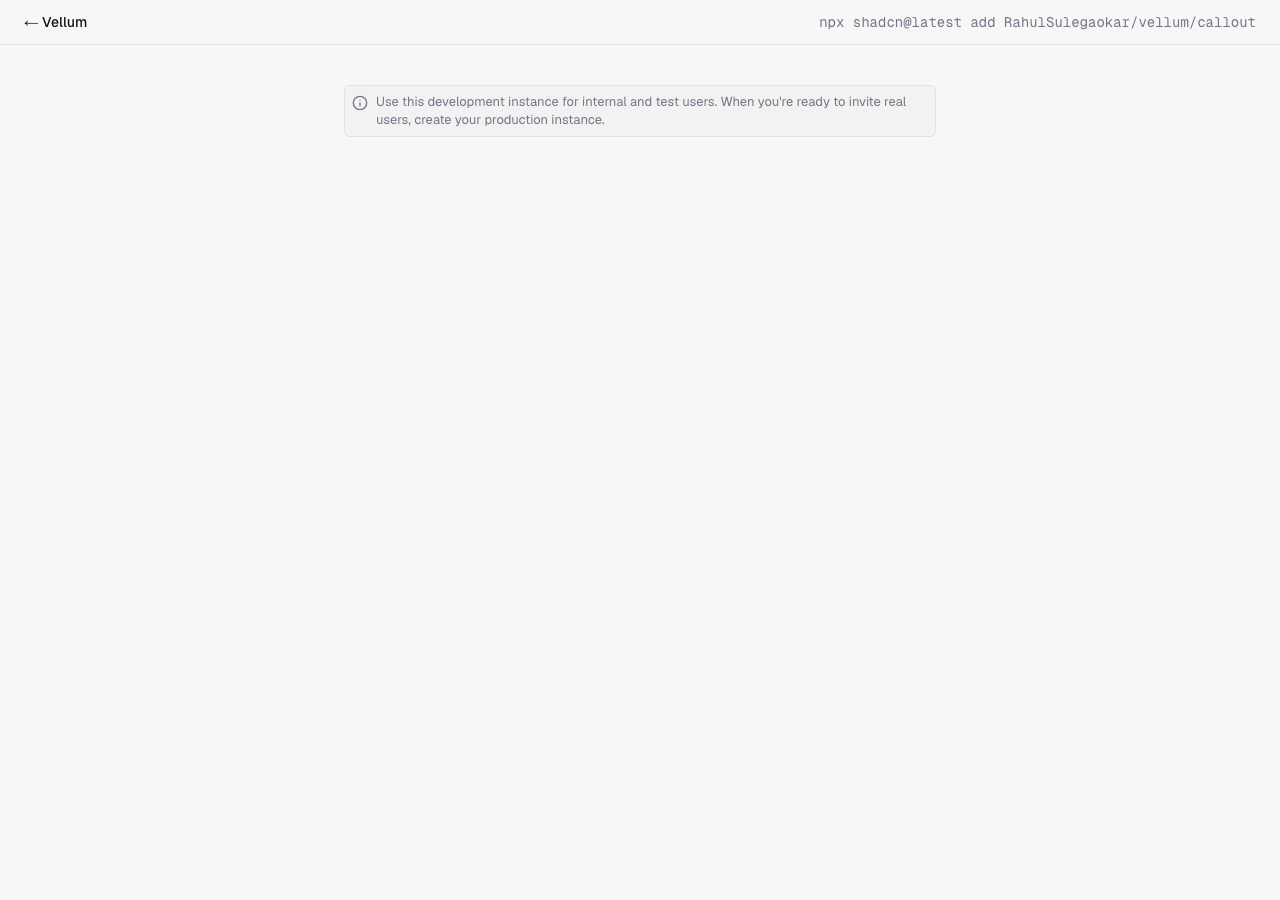 ← Vellum
npx shadcn@latest add RahulSulegaokar/vellum/callout
Use this development instance for internal and test users. When you're ready to invite real
users, create your production instance.